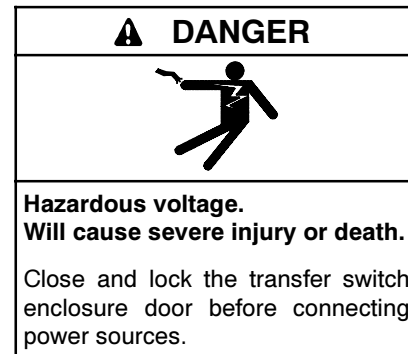 DANGER
Hazardous voltage.
Will cause severe injury or death.
Close and lock the transfer switch
enclosure door before connecting
power sources.